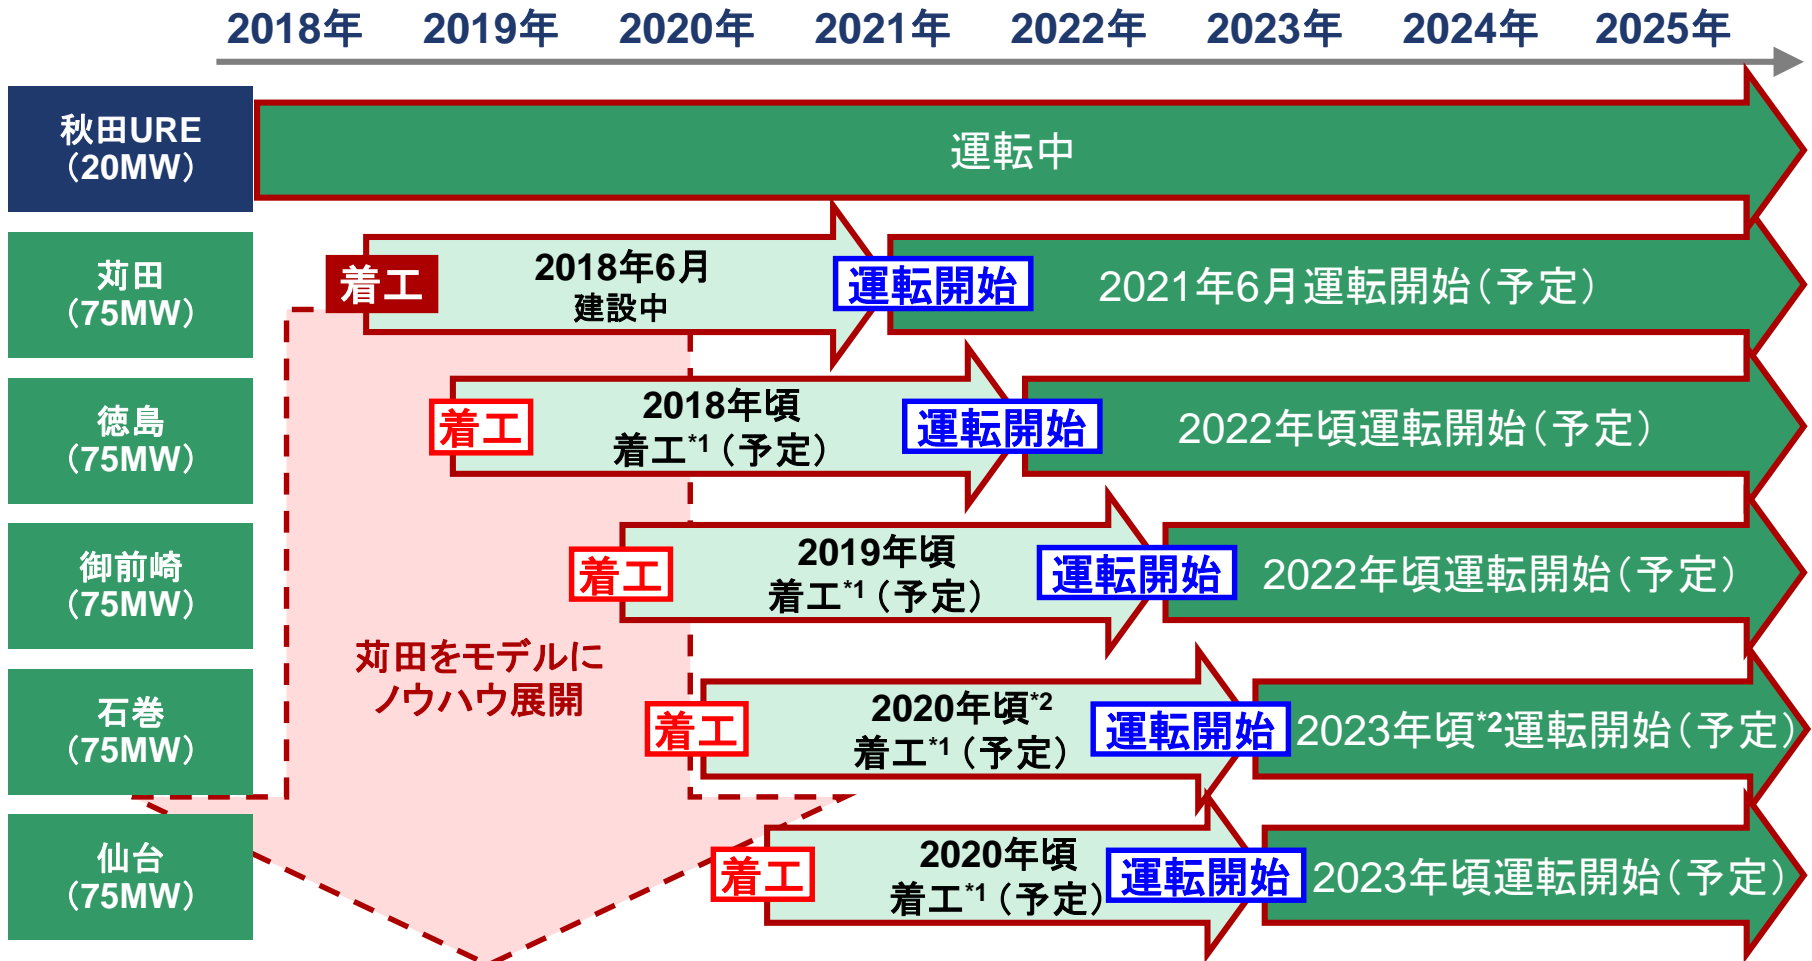 2018年 2019年 2020年 2021年 2022年 2023年 2024年 2025年
秋田URE
（20MW）
運転中
苅田
（75MW）
着工
2018年6月
建設中
運転開始
2021年6月運転開始（予定）
徳島
（75MW）
着工
2018年頃
着工*1（予定）
運転開始
2022年頃運転開始（予定）
御前崎
（75MW）
着工
2019年頃
着工*1（予定）
運転開始
2022年頃運転開始（予定）
苅田をモデルに
ノウハウ展開
石巻
（75MW）
着工
2020年頃*2
着工*1（予定）
運転開始
2023年頃*2運転開始（予定）
仙台
（75MW）
着工
2020年頃
着工*1（予定）
運転開始
2023年頃運転開始（予定）